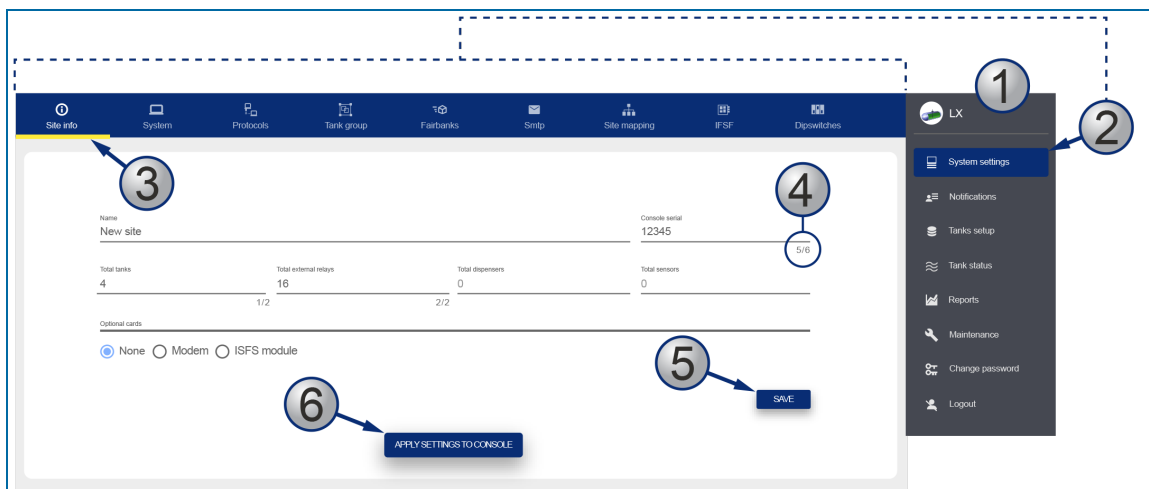 1
LX
2
Site info System Protocols Tank group Fairbanks Smtp Site mapping IFSF Dipswitches
System settings
3
4
Notifications
Name Console serial
New site 12345
Tanks setup
5/6
Total tanks Total external relays Total dispensers Total sensors
4 16 0 0
Tank status
1/2 2/2
Reports
Optional cards
None Modem ISFS module
Maintenance
5
Change password
6
SAVE
Logout
APPLY SETTINGS TO CONSOLE